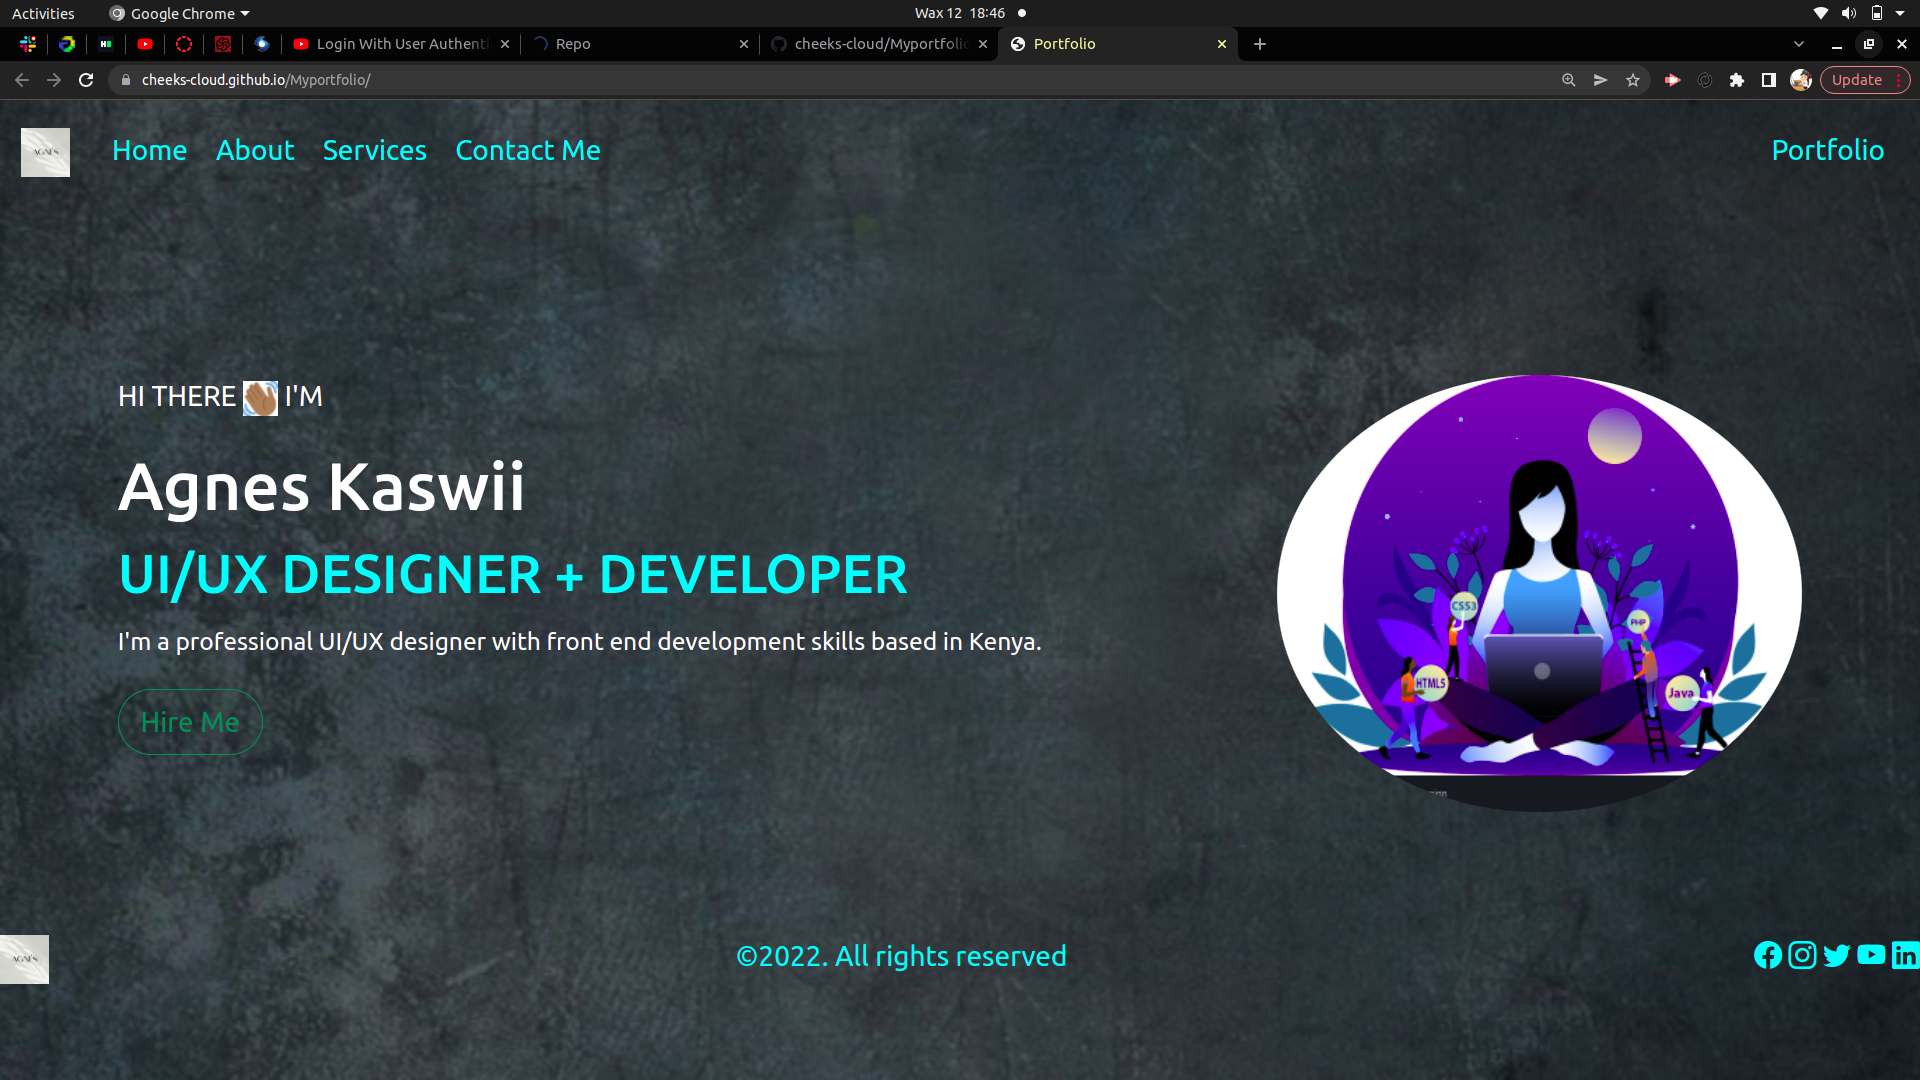 Activities
Google Chrome
Wax 12 18:46
Login With User Authenti
Repo
cheeks-cloud/Myportfolio
Portfolio
cheeks-cloud.github.io/Myportfolio/
Update
AGNES
Home
About
Services
Contact Me
Portfolio
HI THERE I'M
Agnes Kaswii
UI/UX DESIGNER + DEVELOPER
I'm a professional UI/UX designer with front end development skills based in Kenya.
Hire Me
CSS3
PHP
HTML5
Java
AGNES
©2022. All rights reserved